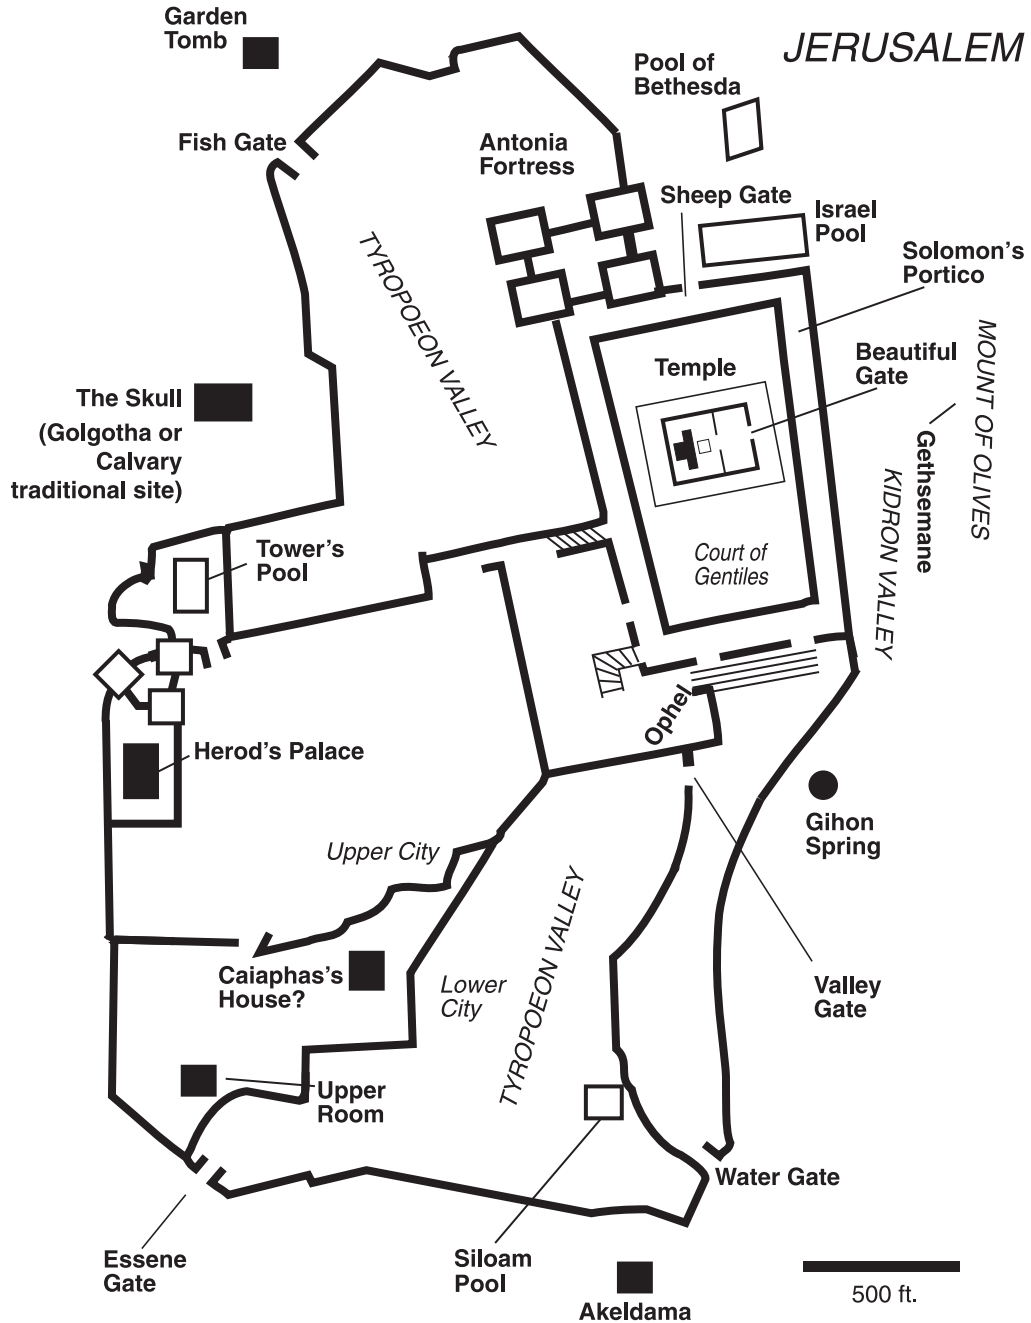 Garden
Tomb
JERUSALEM
Pool of
Bethesda
Fish Gate
Antonia
Fortress
Sheep Gate
Israel
Pool
Solomon's
Portico
TYROPOEON VALLEY
MOUNT OF OLIVES
Beautiful
Gate
Temple
The Skull
(Golgotha or
Calvary
traditional site)
Gethsemane
KIDRON VALLEY
Tower's
Pool
Court of
Gentiles
Ophel
Herod's Palace
Gihon
Spring
Upper City
TYROPOEON VALLEY
Caiaphas's
House?
Lower
City
Valley
Gate
Upper
Room
Water Gate
Essene
Gate
Siloam
Pool
Akeldama
500 ft.